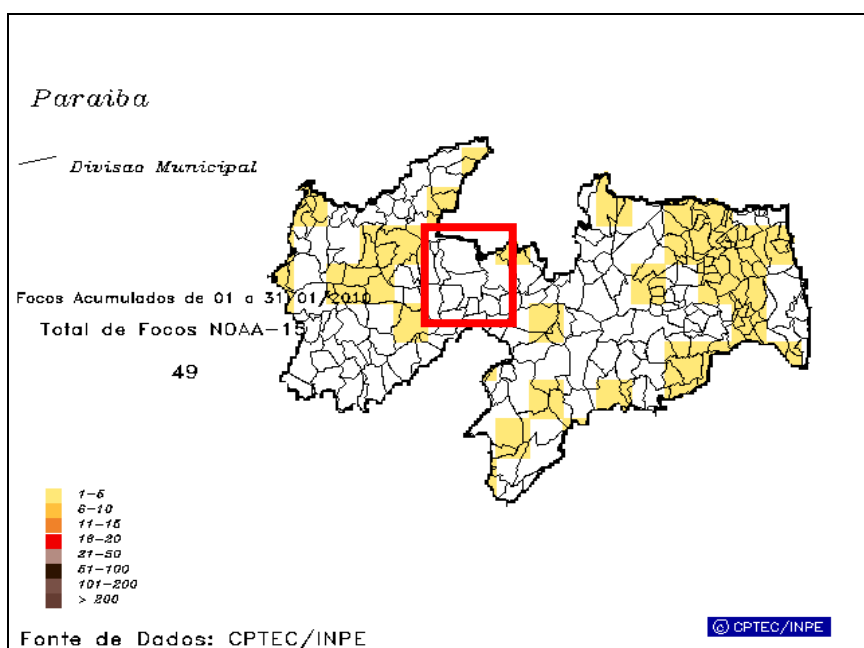 Paraiba
Divisao Municipal
Focos Acumulados de 01 a 31/01/2010
Total de Focos NOAA-15
49
1-5
6-10
11-15
16-20
21-50
51-100
101-200
> 200
Fonte de Dados: CPTEC/INPE
© CPTEC/INPE